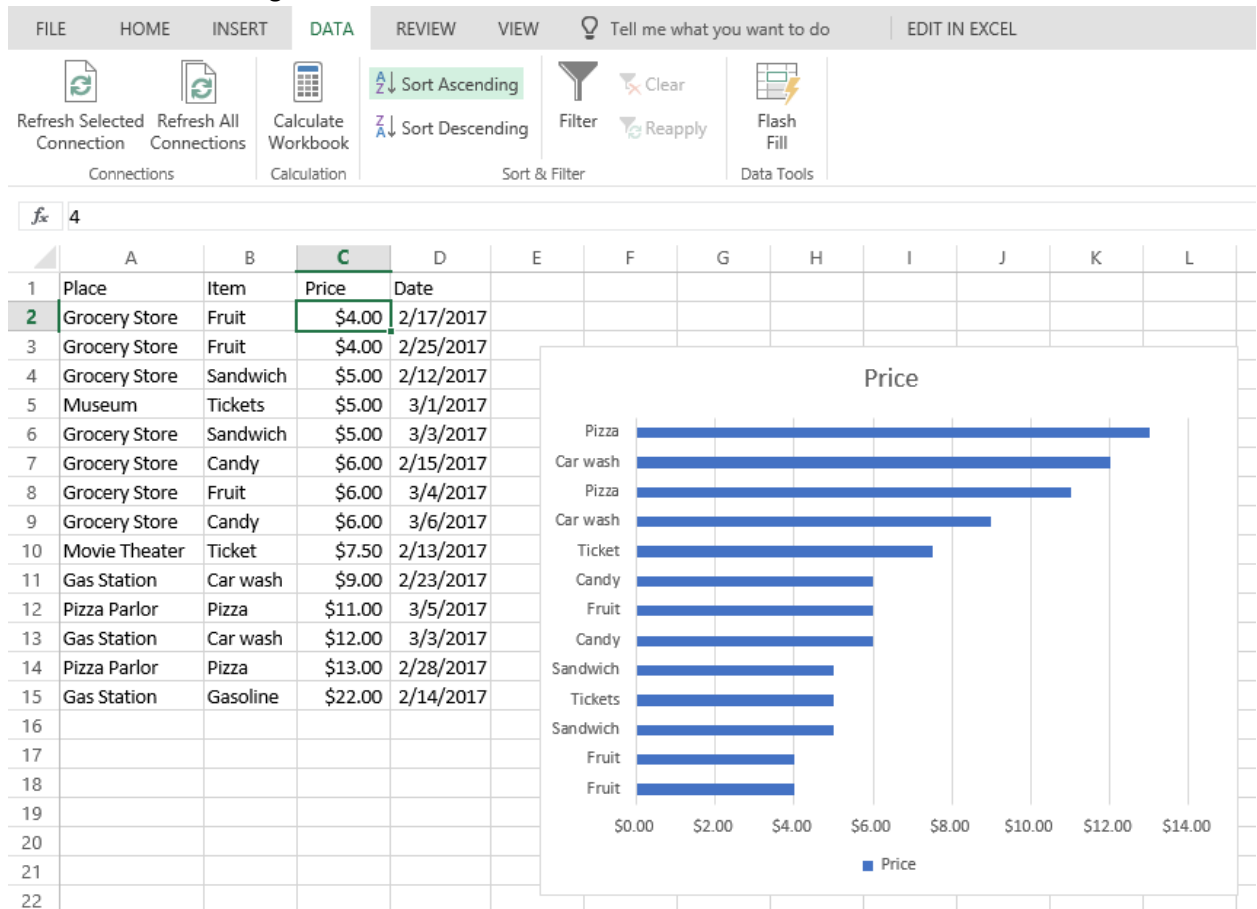 FILE HOME INSERT DATA REVIEW VIEW Tell me what you want to do EDIT IN EXCEL
Refresh Selected Connection
Refresh All Connections
Connections
Calculate Workbook
Calculation
A Z Sort Ascending
Z A Sort Descending
Filter
Clear
Reapply
Sort & Filter
Flash Fill
Data Tools
fx 4
A B C D E F G H I J K L
1 Place Item Price Date
2 Grocery Store Fruit $4.00 2/17/2017
3 Grocery Store Fruit $4.00 2/25/2017
4 Grocery Store Sandwich $5.00 2/12/2017
5 Museum Tickets $5.00 3/1/2017
6 Grocery Store Sandwich $5.00 3/3/2017
7 Grocery Store Candy $6.00 2/15/2017
8 Grocery Store Fruit $6.00 3/4/2017
9 Grocery Store Candy $6.00 3/6/2017
10 Movie Theater Ticket $7.50 2/13/2017
11 Gas Station Car wash $9.00 2/23/2017
12 Pizza Parlor Pizza $11.00 3/5/2017
13 Gas Station Car wash $12.00 3/3/2017
14 Pizza Parlor Pizza $13.00 2/28/2017
15 Gas Station Gasoline $22.00 2/14/2017
16
17
18
19
20
21
22
Price
Pizza
Car wash
Pizza
Car wash
Ticket
Candy
Fruit
Candy
Sandwich
Tickets
Sandwich
Fruit
Fruit
$0.00 $2.00 $4.00 $6.00 $8.00 $10.00 $12.00 $14.00
Price